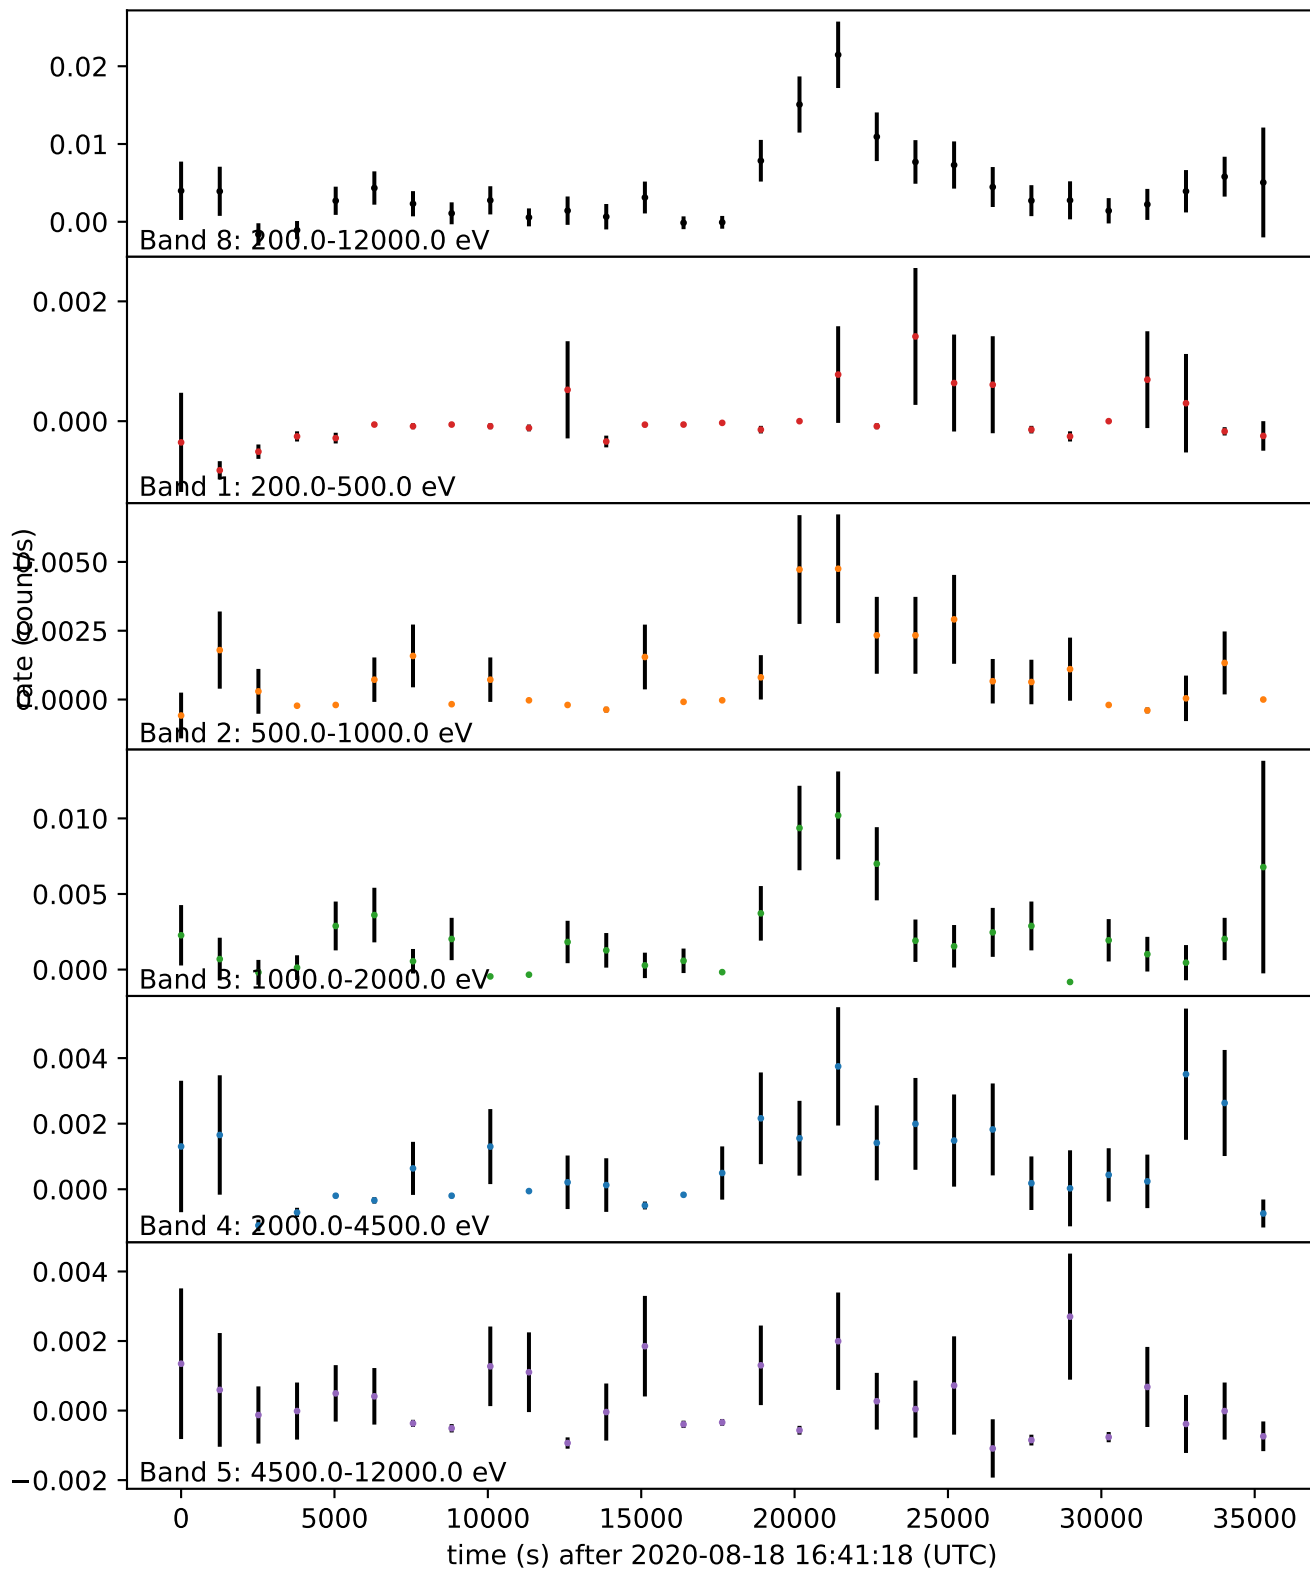 0.02
0.01
0.00
Band 8: 200.0-12000.0 eV
0.002
0.000
Band 1: 200.0-500.0 eV
rate (count/s)
0.0050
0.0025
0.0000
Band 2: 500.0-1000.0 eV
0.010
0.005
0.000
Band 3: 1000.0-2000.0 eV
0.004
0.002
0.000
Band 4: 2000.0-4500.0 eV
0.004
0.002
0.000
−0.002
Band 5: 4500.0-12000.0 eV
0 5000 10000 15000 20000 25000 30000 35000
time (s) after 2020-08-18 16:41:18 (UTC)